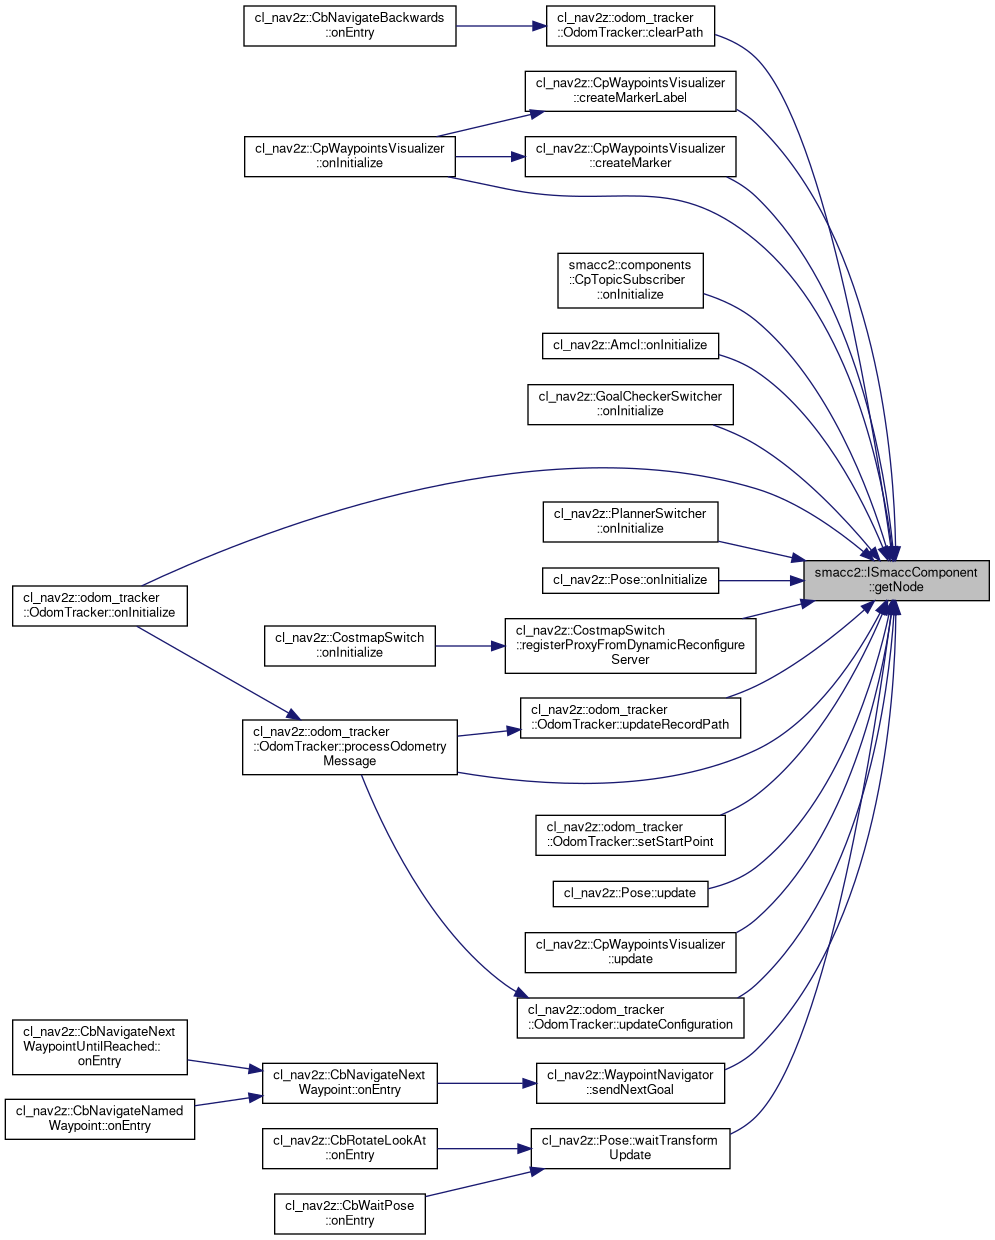 cl_nav2z::CbNavigateBackwards
::onEntry
cl_nav2z::odom_tracker
::OdomTracker::clearPath
cl_nav2z::CpWaypointsVisualizer
::createMarkerLabel
cl_nav2z::CpWaypointsVisualizer
::onInitialize
cl_nav2z::CpWaypointsVisualizer
::createMarker
smacc2::components
::CpTopicSubscriber
::onInitialize
cl_nav2z::Amcl::onInitialize
cl_nav2z::GoalCheckerSwitcher
::onInitialize
cl_nav2z::PlannerSwitcher
::onInitialize
smacc2::ISmaccComponent
::getNode
cl_nav2z::Pose::onInitialize
cl_nav2z::odom_tracker
::OdomTracker::onInitialize
cl_nav2z::CostmapSwitch
::onInitialize
cl_nav2z::CostmapSwitch
::registerProxyFromDynamicReconfigure
Server
cl_nav2z::odom_tracker
::OdomTracker::updateRecordPath
cl_nav2z::odom_tracker
::OdomTracker::processOdometry
Message
cl_nav2z::odom_tracker
::OdomTracker::setStartPoint
cl_nav2z::Pose::update
cl_nav2z::CpWaypointsVisualizer
::update
cl_nav2z::odom_tracker
::OdomTracker::updateConfiguration
cl_nav2z::CbNavigateNext
WaypointUntilReached::
onEntry
cl_nav2z::CbNavigateNext
Waypoint::onEntry
cl_nav2z::WaypointNavigator
::sendNextGoal
cl_nav2z::CbNavigateNamed
Waypoint::onEntry
cl_nav2z::CbRotateLookAt
::onEntry
cl_nav2z::Pose::waitTransform
Update
cl_nav2z::CbWaitPose
::onEntry